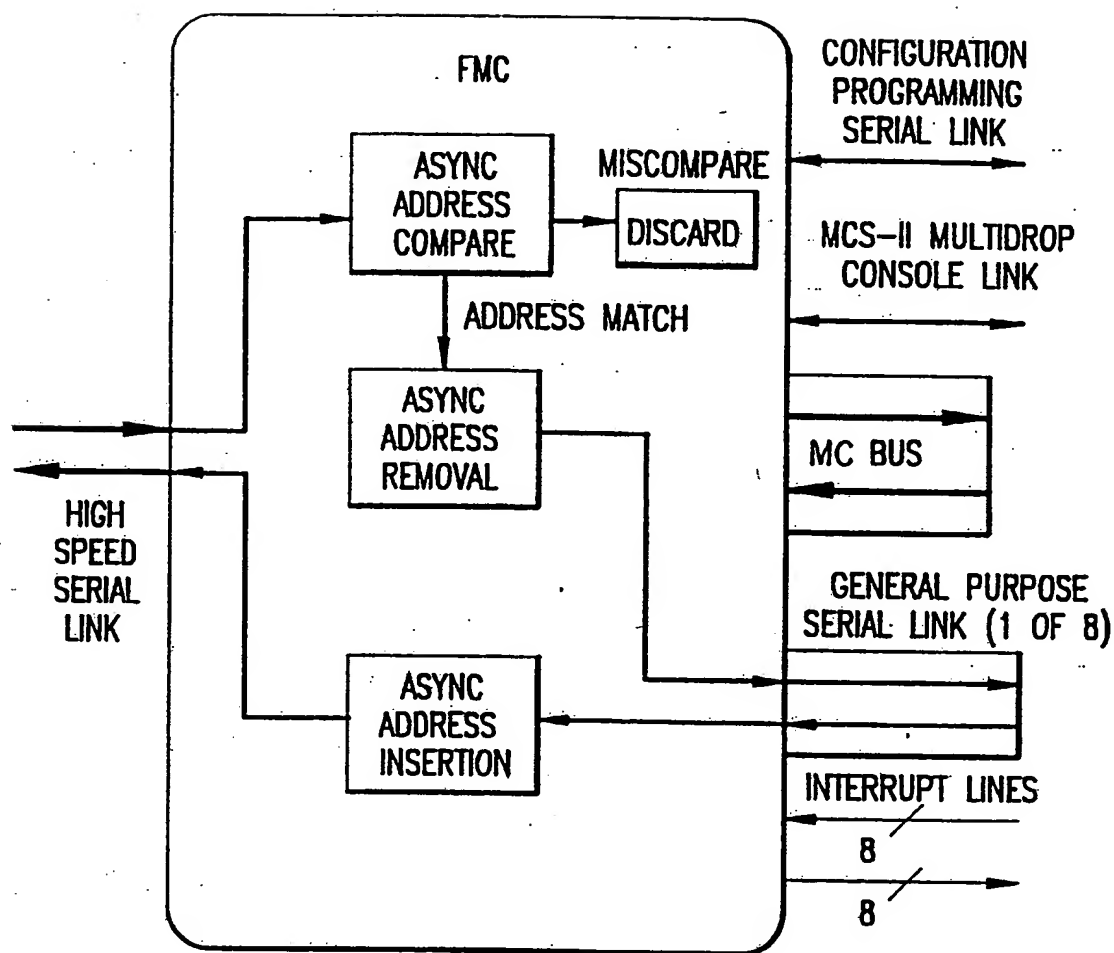 FMC
ASYNC
ADDRESS
COMPARE
MISCOMPARE
DISCARD
ADDRESS MATCH
ASYNC
ADDRESS
REMOVAL
ASYNC
ADDRESS
INSERTION
HIGH
SPEED
SERIAL
LINK
CONFIGURATION
PROGRAMMING
SERIAL LINK
MCS-II MULTIDROP
CONSOLE LINK
MC BUS
GENERAL PURPOSE
SERIAL LINK (1 OF 8)
INTERRUPT LINES
8
8